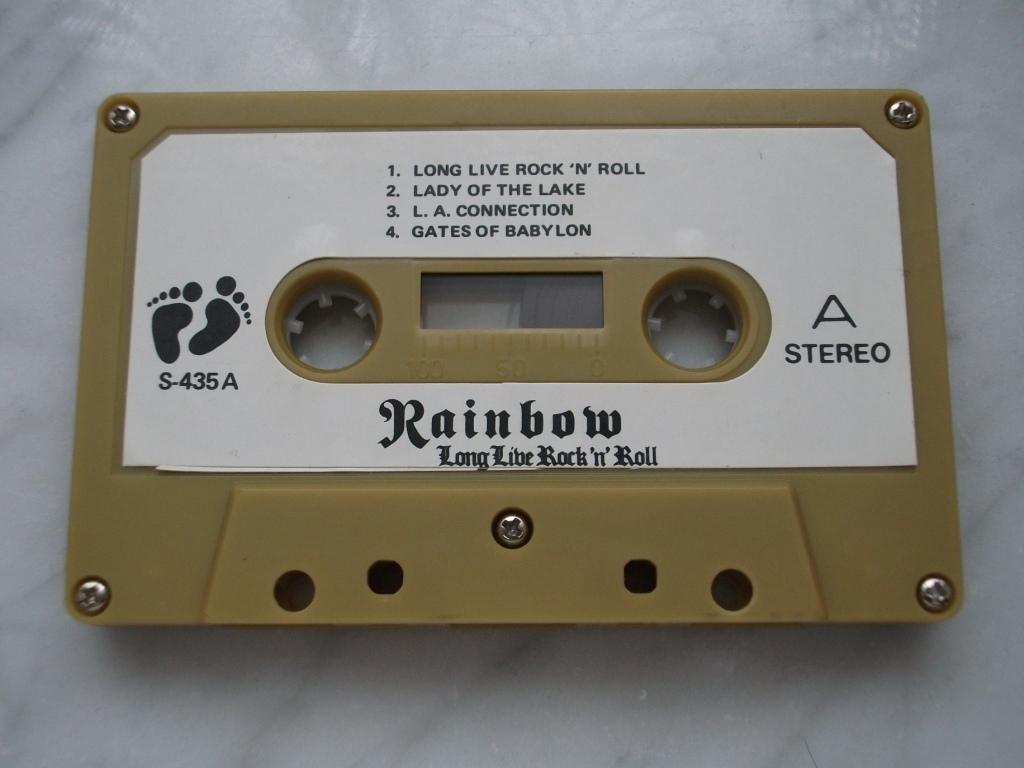 1. LONG LIVE ROCK 'N' ROLL
2. LADY OF THE LAKE
3. L. A. CONNECTION
4. GATES OF BABYLON
S-435A
100 50 0
A
STEREO
Rainbow
Long Live Rock 'n' Roll